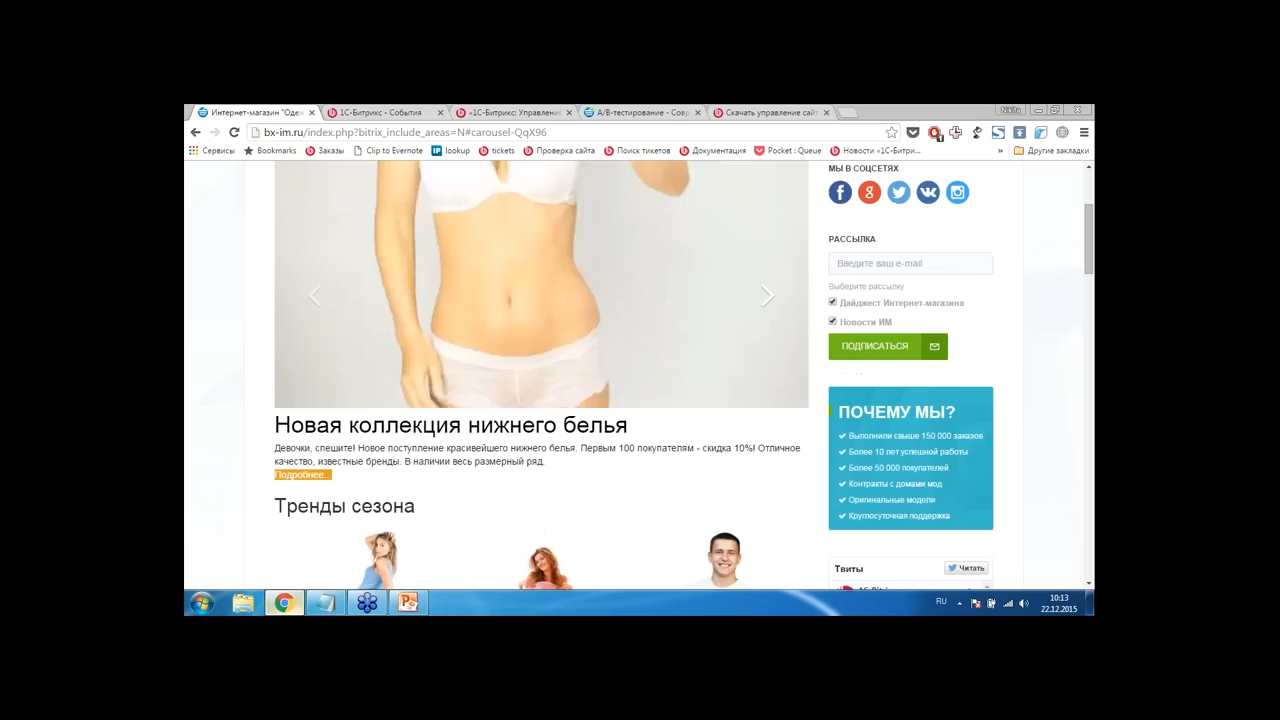 Интернет-магазин "Одеж
1С-Битрикс - События
«1С-Битрикс: Управлени
A/B-тестирование - Совр
Скачать управление сайт
Nikita
bx-im.ru/index.php?bitrix_include_areas=N#carousel-QqX96
Сервисы
Bookmarks
Заказы
Clip to Evernote
lookup
tickets
Проверка сайта
Поиск тикетов
Документация
Pocket : Queue
Новости «1С-Битри...
»
Другие закладки
МЫ В СОЦСЕТЯХ
РАССЫЛКА
Введите ваш e-mail
Выберите рассылку
Дайджест Интернет-магазина
Новости ИМ
ПОДПИСАТЬСЯ
ПОЧЕМУ МЫ?
Выполнили свыше 150 000 заказов
Более 10 лет успешной работы
Более 50 000 покупателей
Контракты с домами мод
Оригинальные модели
Круглосуточная поддержка
Новая коллекция нижнего белья
Девочки, спешите! Новое поступление красивейшего нижнего белья. Первым 100 покупателям - скидка 10%! Отличное
качество, известные бренды. В наличии весь размерный ряд.
Подробнее...
Тренды сезона
Твиты
Читать
RU
10:13
22.12.2015